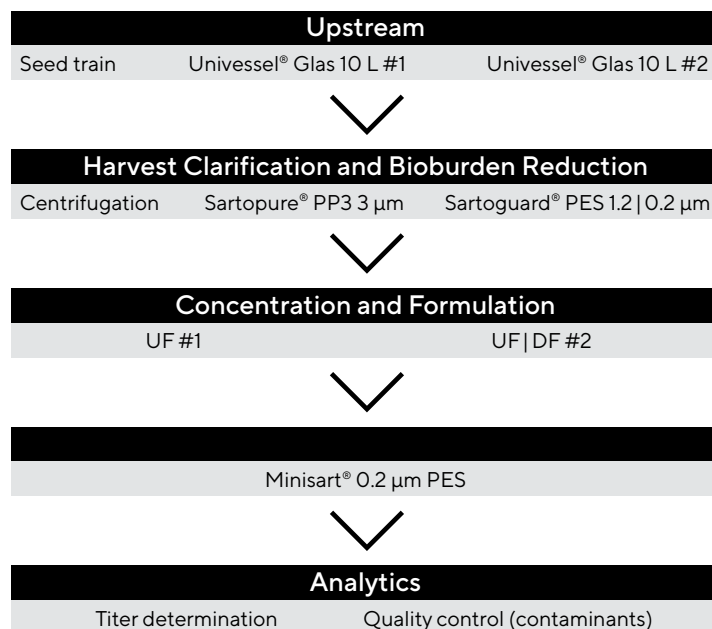 Upstream
Seed train Univessel® Glas 10 L #1 Univessel® Glas 10 L #2
Harvest Clarification and Bioburden Reduction
Centrifugation Sartopure® PP3 3 µm Sartoguard® PES 1.2 | 0.2 µm
Concentration and Formulation
UF #1 UF | DF #2
Minisart® 0.2 µm PES
Analytics
Titer determination Quality control (contaminants)